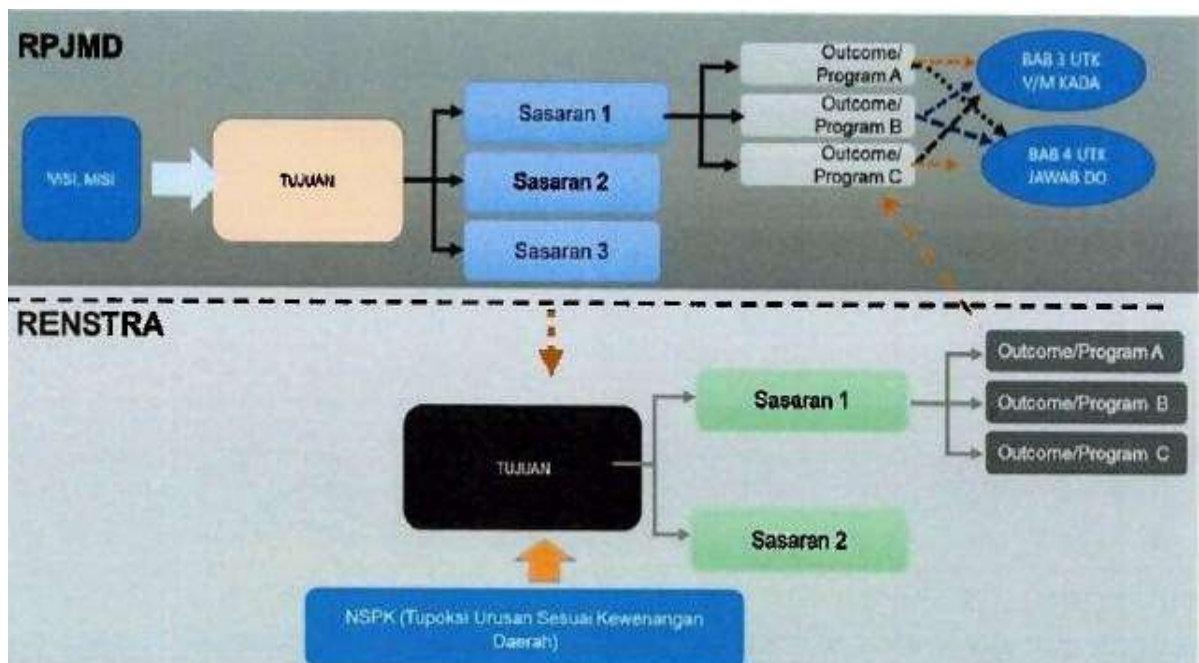 RPJMD
VISI, MISI
TUJUAN
Sasaran 1
Sasaran 2
Sasaran 3
Outcome/
Program A
Outcome/
Program B
Outcome/
Program C
BAB 3 UTK
V/M KADA
BAB 4 UTK
JAWAB DO
RENSTRA
TUJUAN
Sasaran 1
Sasaran 2
Outcome/Program A
Outcome/Program B
Outcome/Program C
NSPK (Tupoksi Urusan Sesuai Kewenangan
Daerah)